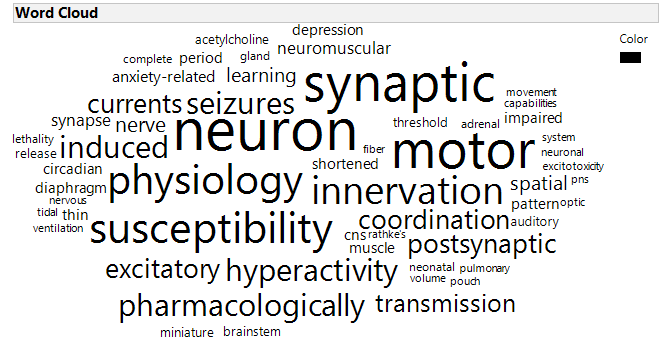 Word Cloud
Color
depression
acetylcholine
neuromuscular
complete period gland
anxiety-related learning
synaptic
currents seizures
movement
capabilities
synapse nerve
neuron
threshold adrenal impaired
lethality
release induced
fiber
motor
system
neuronal
excitotoxicity
circadian
shortened
diaphragm physiology
innervation
spatial pns
nervous
tidal thin
pattern optic
ventilation
susceptibility
coordination auditory
cns rathke's
muscle postsynaptic
excitatory hyperactivity
neonatal pulmonary
volume pouch
pharmacologically transmission
miniature brainstem